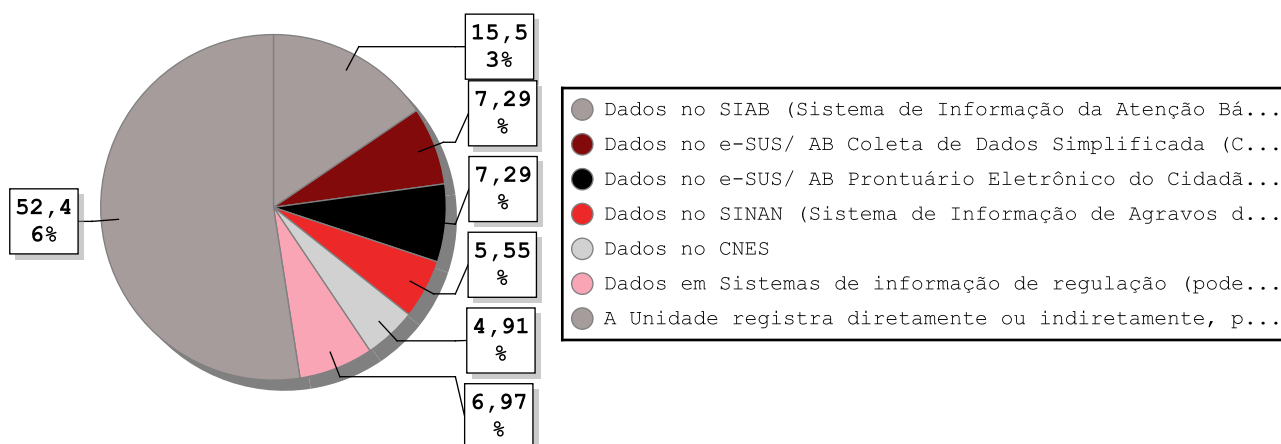 15,5
3%
7,29
%
7,29
%
52,4
6%
5,55
%
4,91
%
6,97
%
Dados no SIAB (Sistema de Informação da Atenção Bá...
Dados no e-SUS/ AB Coleta de Dados Simplificada (C...
Dados no e-SUS/ AB Prontuário Eletrônico do Cidadã...
Dados no SINAN (Sistema de Informação de Agravos d...
Dados no CNES
Dados em Sistemas de informação de regulação (pode...
A Unidade registra diretamente ou indiretamente, p...